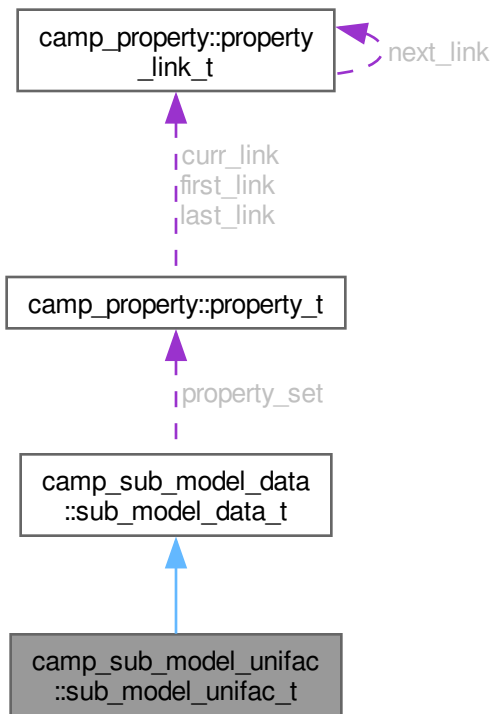 camp_property::property
_link_t
next_link
curr_link
first_link
last_link
camp_property::property_t
property_set
camp_sub_model_data
::sub_model_data_t
camp_sub_model_unifac
::sub_model_unifac_t